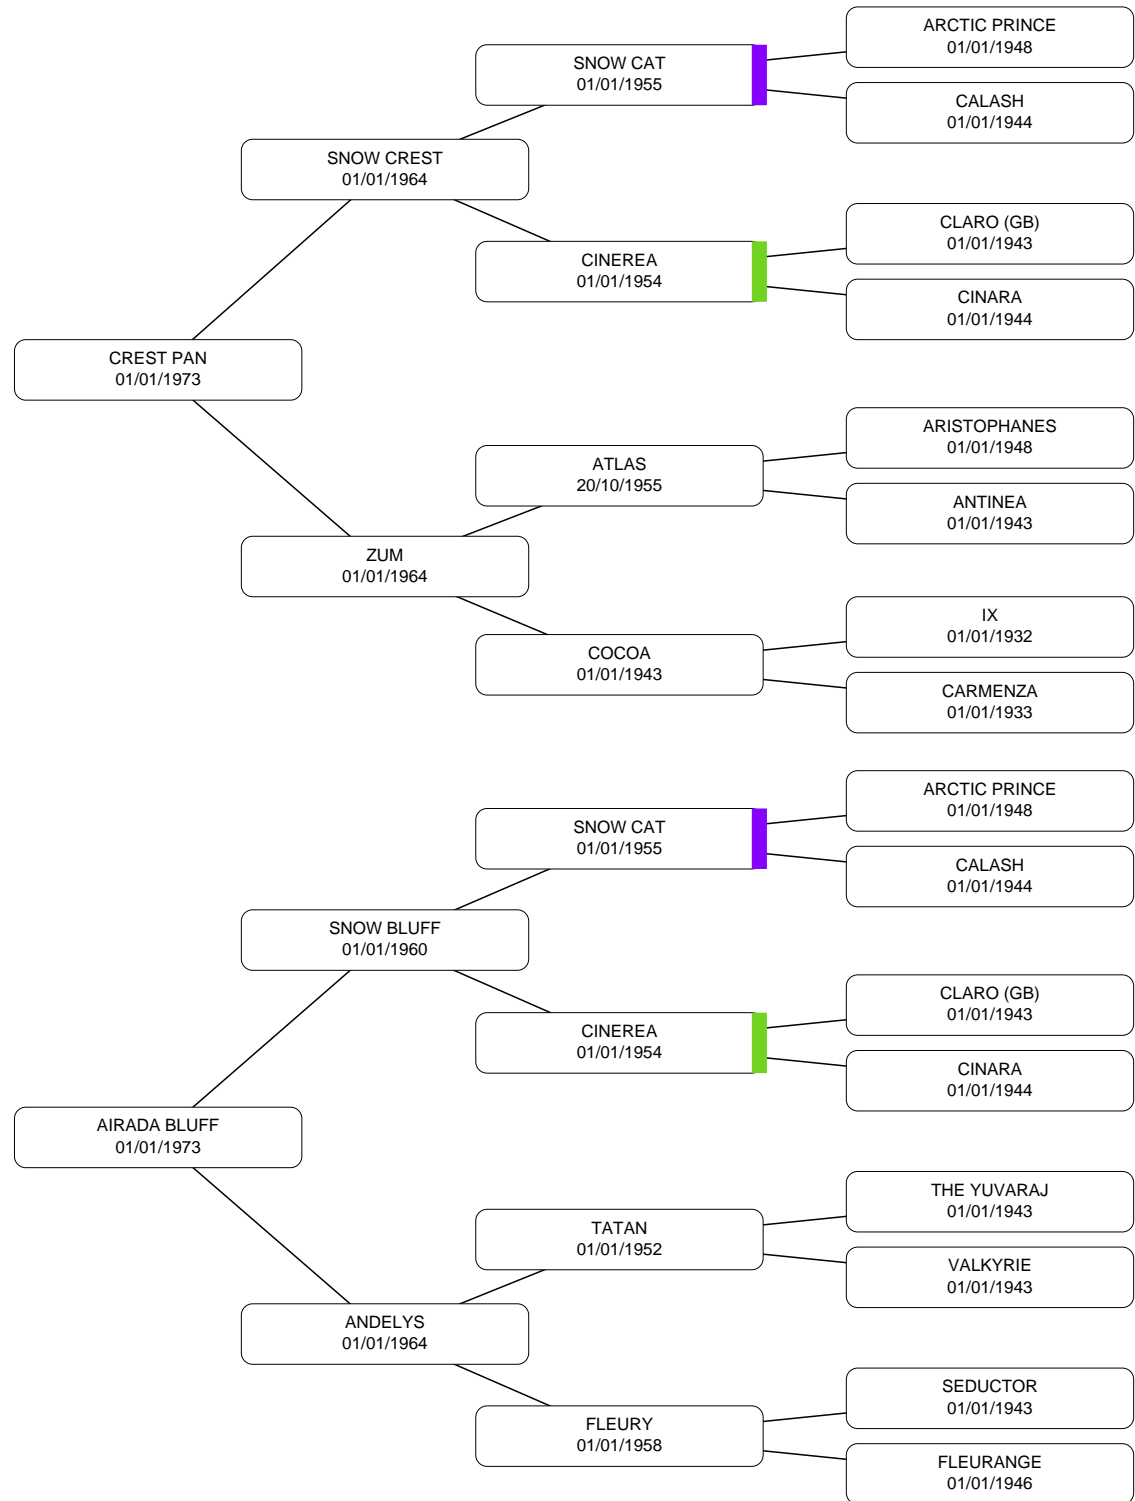 ARCTIC PRINCE
01/01/1948
SNOW CAT
01/01/1955
CALASH
01/01/1944
SNOW CREST
01/01/1964
CLARO (GB)
01/01/1943
CINEREA
01/01/1954
CINARA
01/01/1944
CREST PAN
01/01/1973
ARISTOPHANES
01/01/1948
ATLAS
20/10/1955
ANTINEA
01/01/1943
ZUM
01/01/1964
IX
01/01/1932
COCOA
01/01/1943
CARMENZA
01/01/1933
ARCTIC PRINCE
01/01/1948
SNOW CAT
01/01/1955
CALASH
01/01/1944
SNOW BLUFF
01/01/1960
CLARO (GB)
01/01/1943
CINEREA
01/01/1954
CINARA
01/01/1944
AIRADA BLUFF
01/01/1973
THE YUVARAJ
01/01/1943
TATAN
01/01/1952
VALKYRIE
01/01/1943
ANDELYS
01/01/1964
SEDUCTOR
01/01/1943
FLEURY
01/01/1958
FLEURANGE
01/01/1946